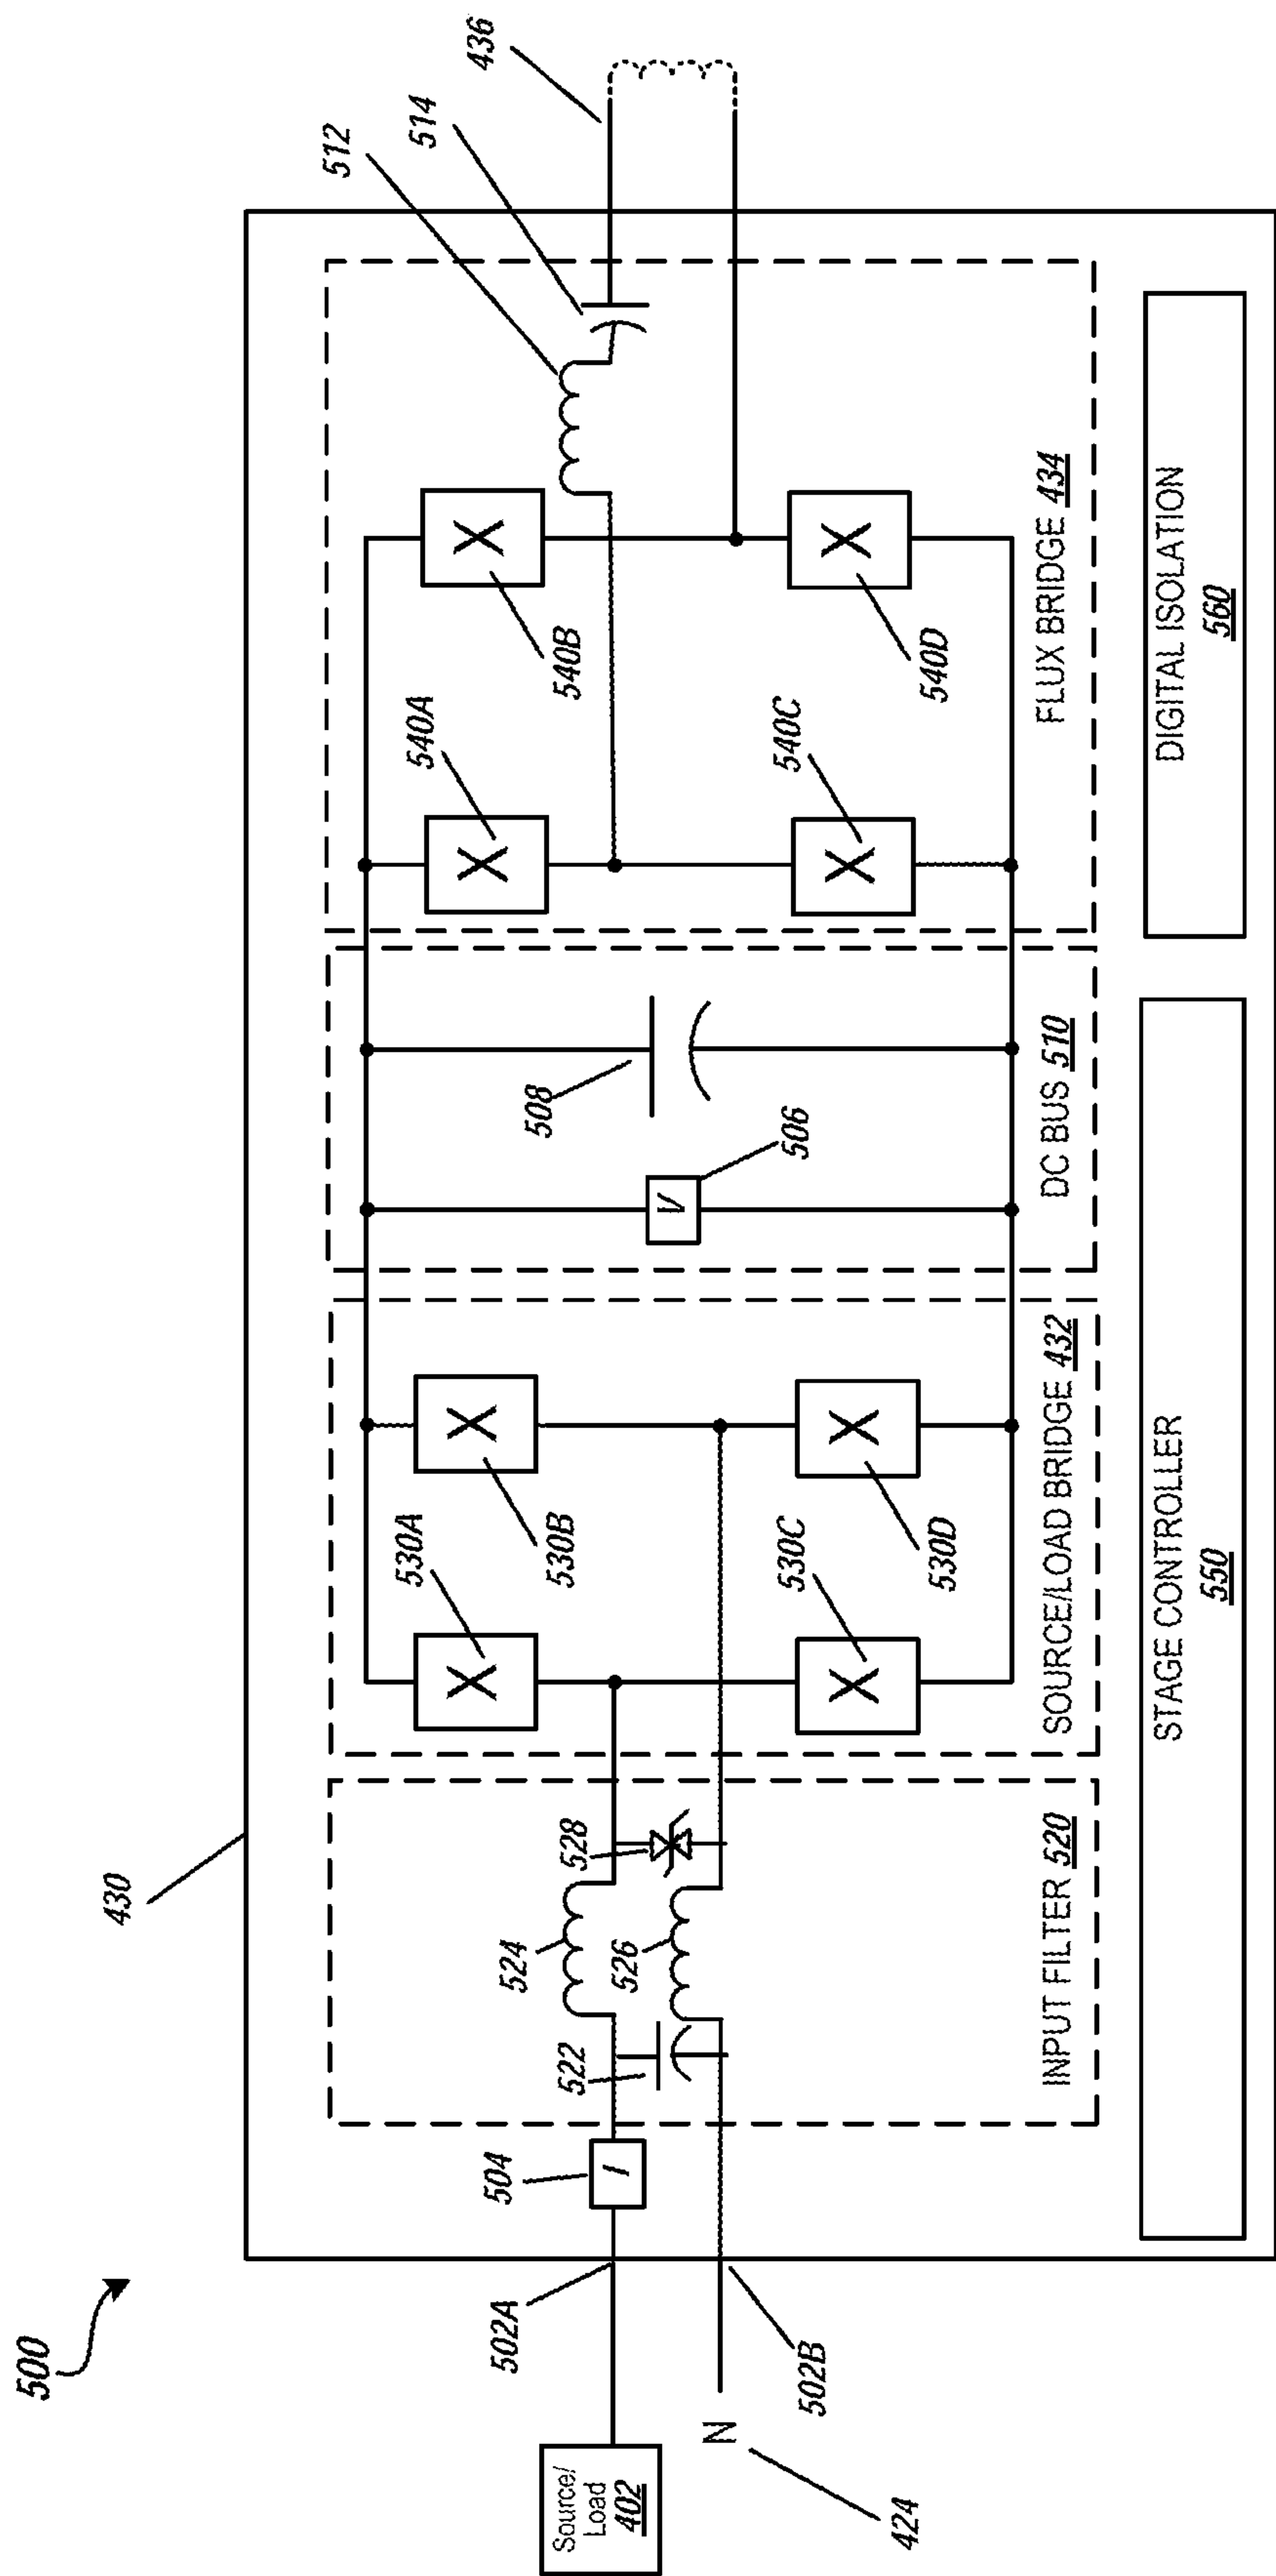 500
430
Source/
Load
402
N
424
502A
502B
504
I
522
524
526
528
INPUT FILTER 520
530A
X
530B
X
530C
X
530D
X
SOURCE/LOAD BRIDGE 432
506
V
508
DC BUS 510
540A
X
540B
X
540C
X
540D
X
512
514
436
FLUX BRIDGE 434
STAGE CONTROLLER
550
DIGITAL ISOLATION
560